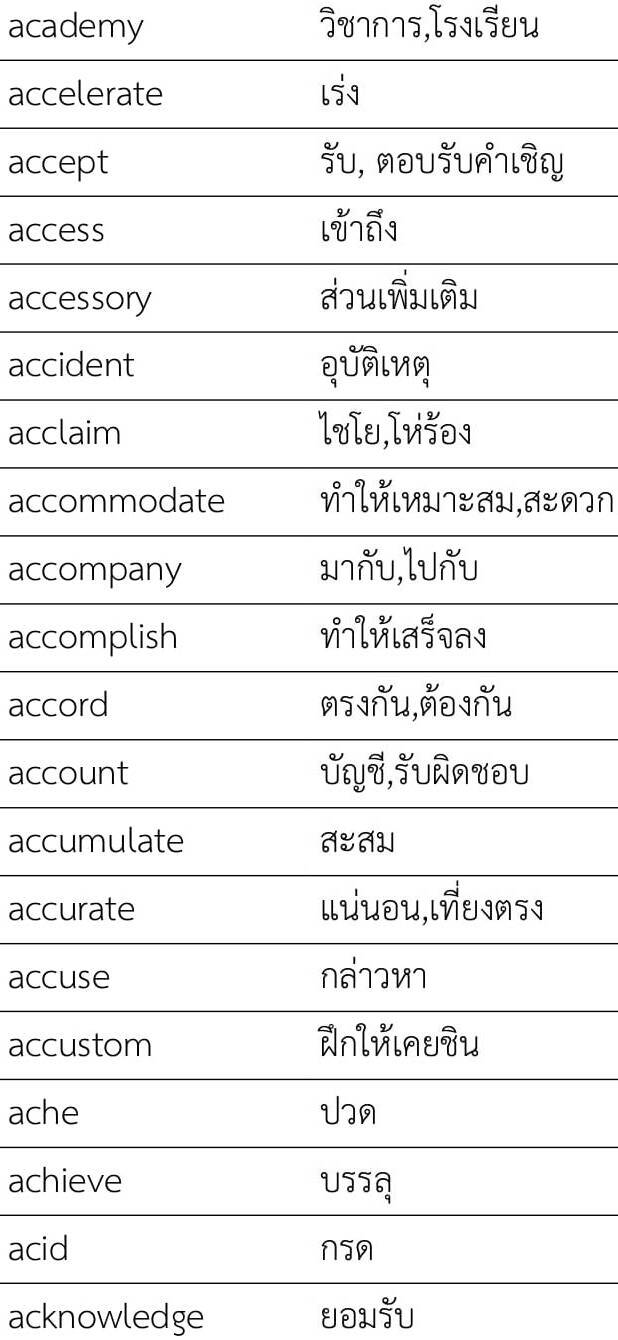 academy วิชาการ,โรงเรียน
accelerate เร่ง
accept รับ, ตอบรับคำเชิญ
access เข้าถึง
accessory ส่วนเพิ่มเติม
accident อุบัติเหตุ
acclaim ไชโย,โห่ร้อง
accommodate ทำให้เหมาะสม,สะดวก
accompany มากับ,ไปกับ
accomplish ทำให้เสร็จลง
accord ตรงกัน,ต้องกัน
account บัญชี,รับผิดชอบ
accumulate สะสม
accurate แน่นอน,เที่ยงตรง
accuse กล่าวหา
accustom ฝึกให้เคยชิน
ache ปวด
achieve บรรลุ
acid กรด
acknowledge ยอมรับ